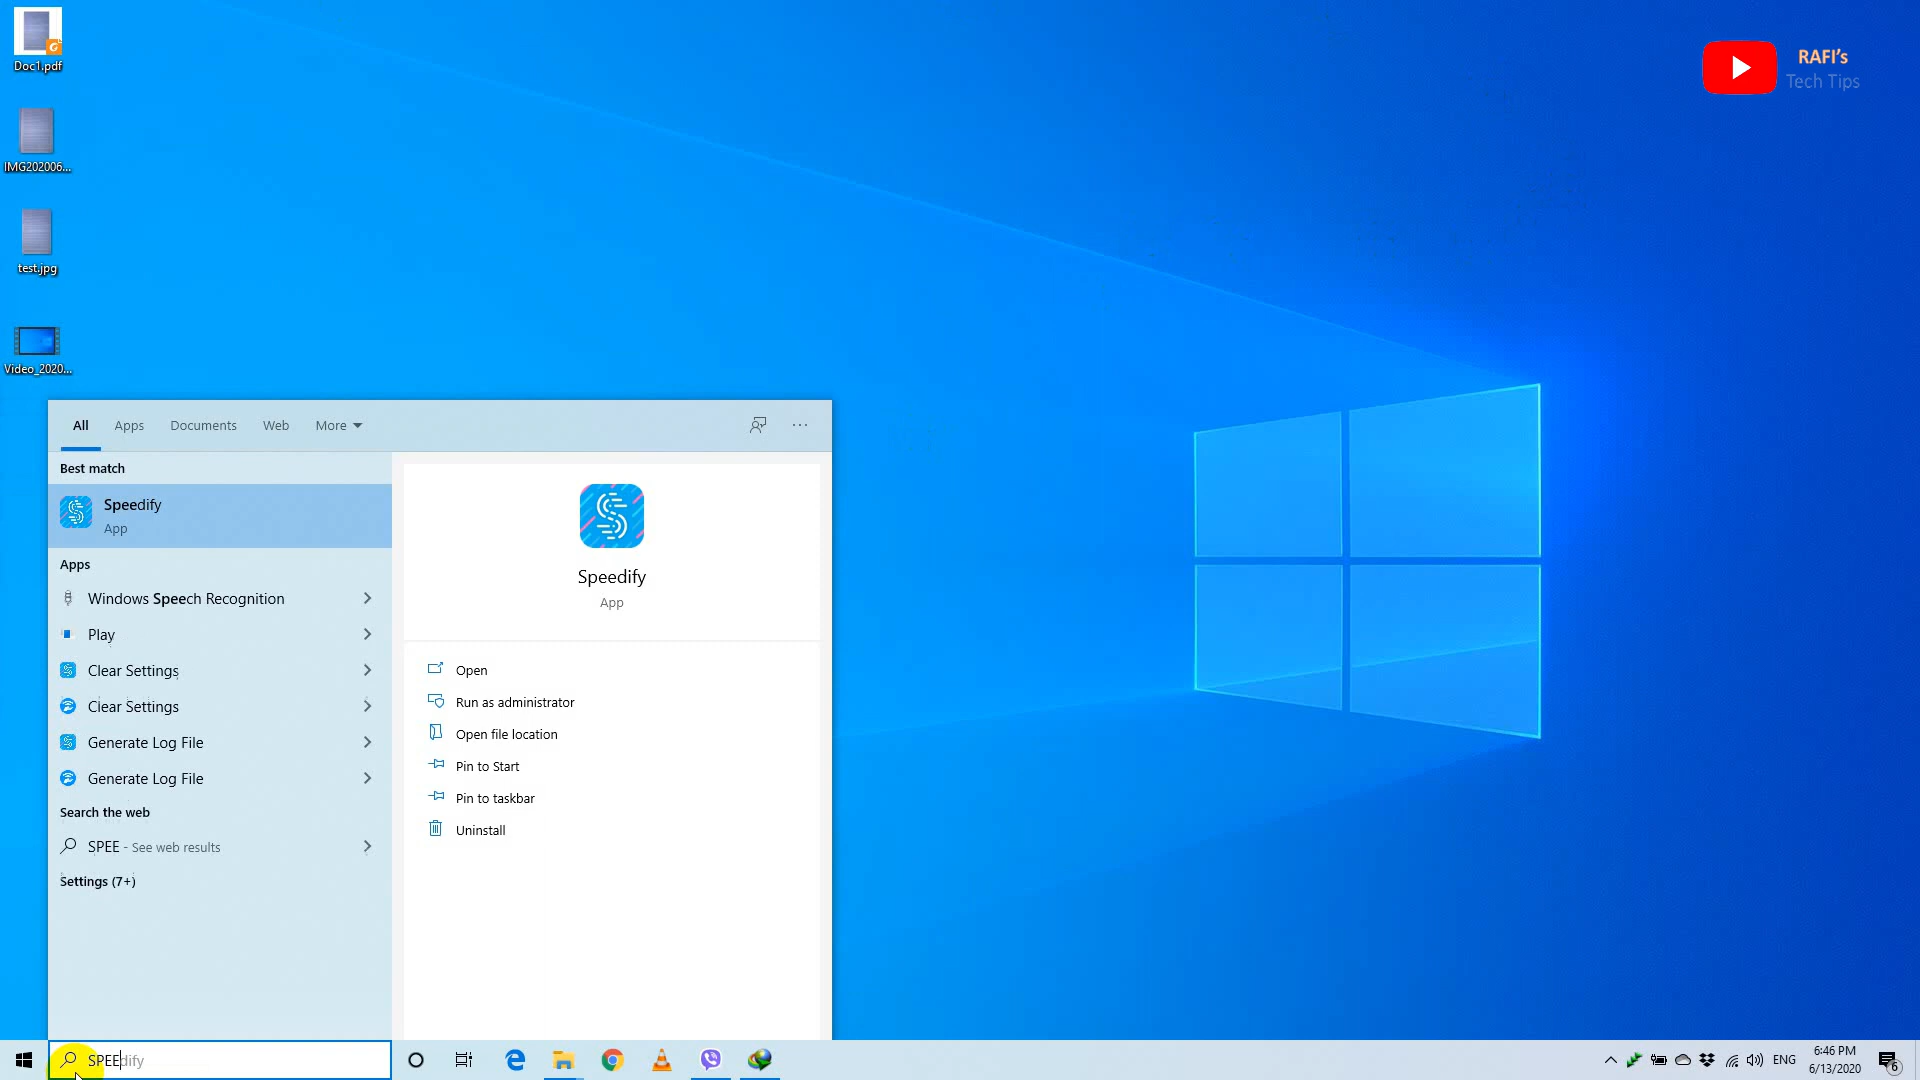 Doc1.pdf
IMG202006...
test.jpg
Video_2020...
RAFI's
Tech Tips
All
Apps
Documents
Web
More
Best match
Speedify
App
Apps
Windows Speech Recognition
Play
Clear Settings
Clear Settings
Generate Log File
Generate Log File
Search the web
SPEE - See web results
Settings (7+)
Speedify
App
Open
Run as administrator
Open file location
Pin to Start
Pin to taskbar
Uninstall
SPEEdify
ENG
6:46 PM
6/13/2020
6